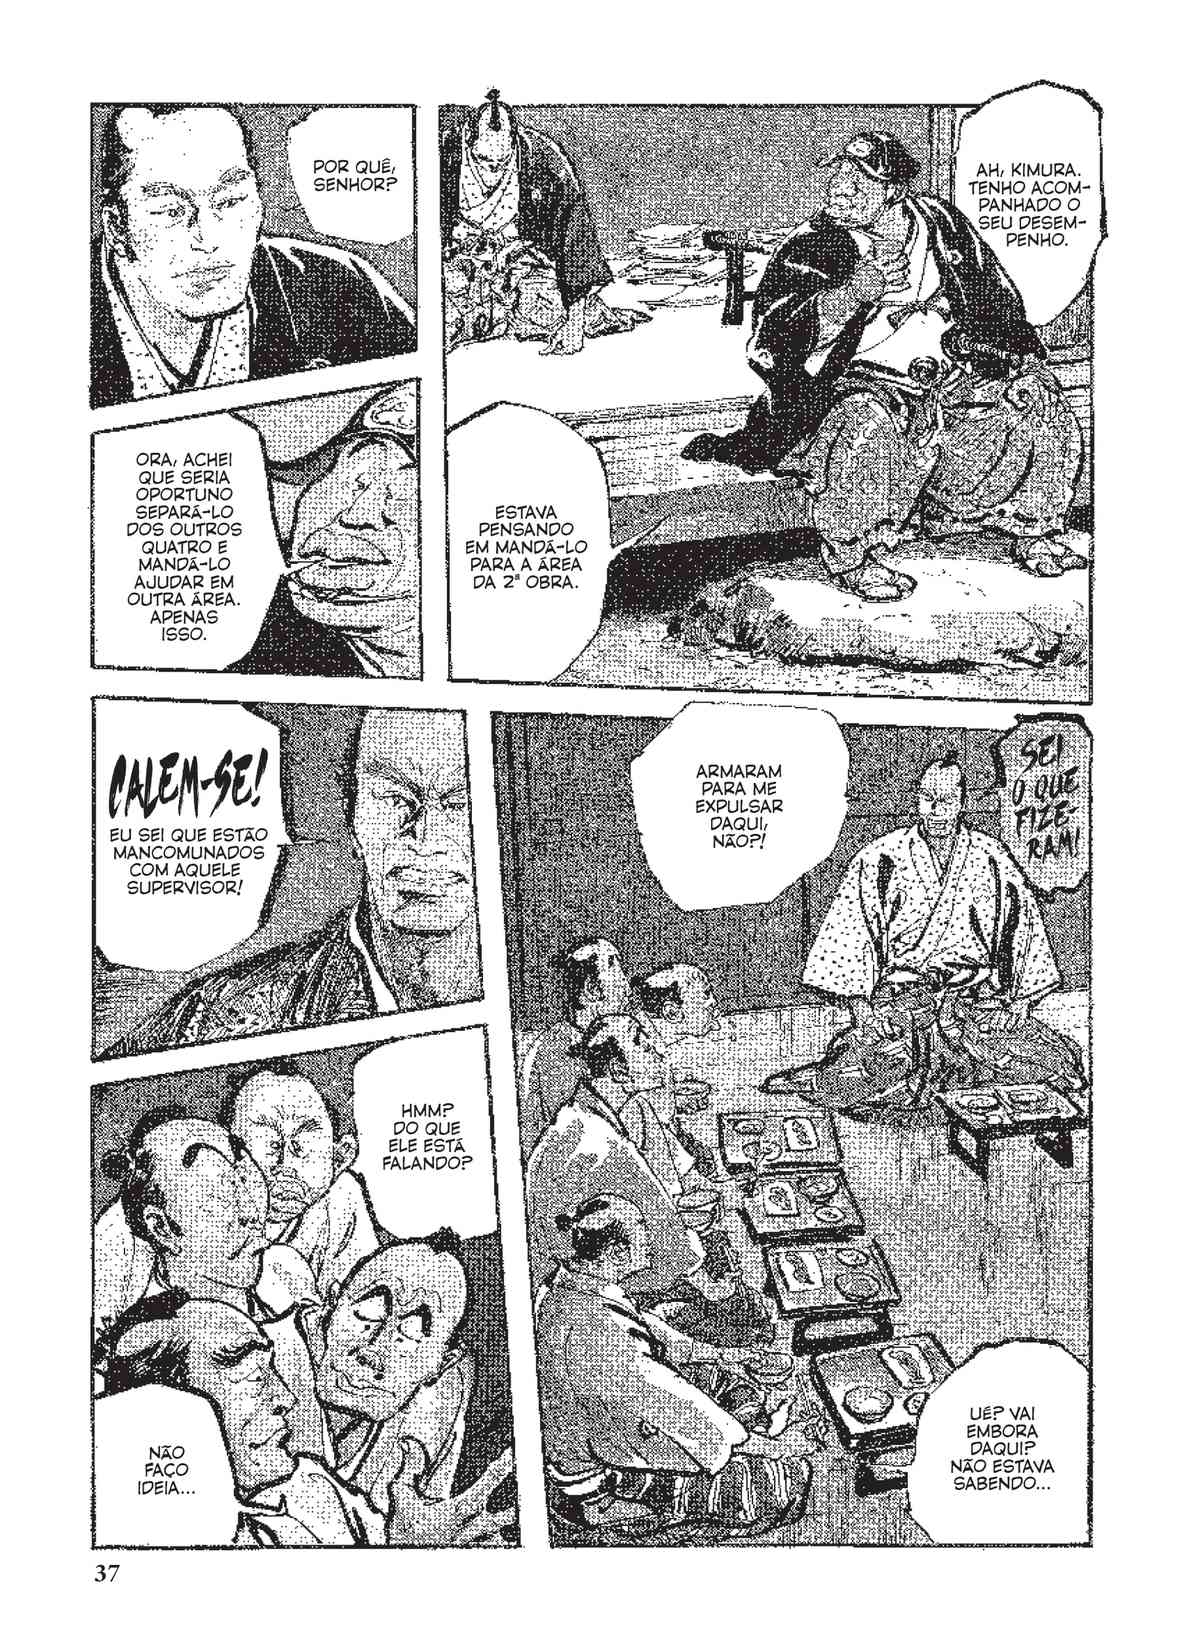 AH, KIMURA.
TENHO ACOM-
PANHADO O
SEU DESEM-
PENHO.
ESTAVA
PENSANDO
EM MANDÁ-LO
PARA A ÁREA
DA 2ª OBRA.
POR QUÊ,
SENHOR?
ORA, ACHEI
QUE SERIA
OPORTUNO
SEPARÁ-LO
DOS OUTROS
QUATRO E
MANDÁ-LO
AJUDAR EM
OUTRA ÁREA.
APENAS
ISSO.
SEI
O QUE
FIZE-
RAM!
ARMARAM
PARA ME
EXPULSAR
DAQUI,
NÃO?!
UÉ? VAI
EMBORA
DAQUI?
NÃO ESTAVA
SABENDO...
CALEM-SE!
EU SEI QUE ESTÃO
MANCOMUNADOS
COM AQUELE
SUPERVISOR!
HMM?
DO QUE
ELE ESTÁ
FALANDO?
NÃO
FAÇO
IDEIA...
37